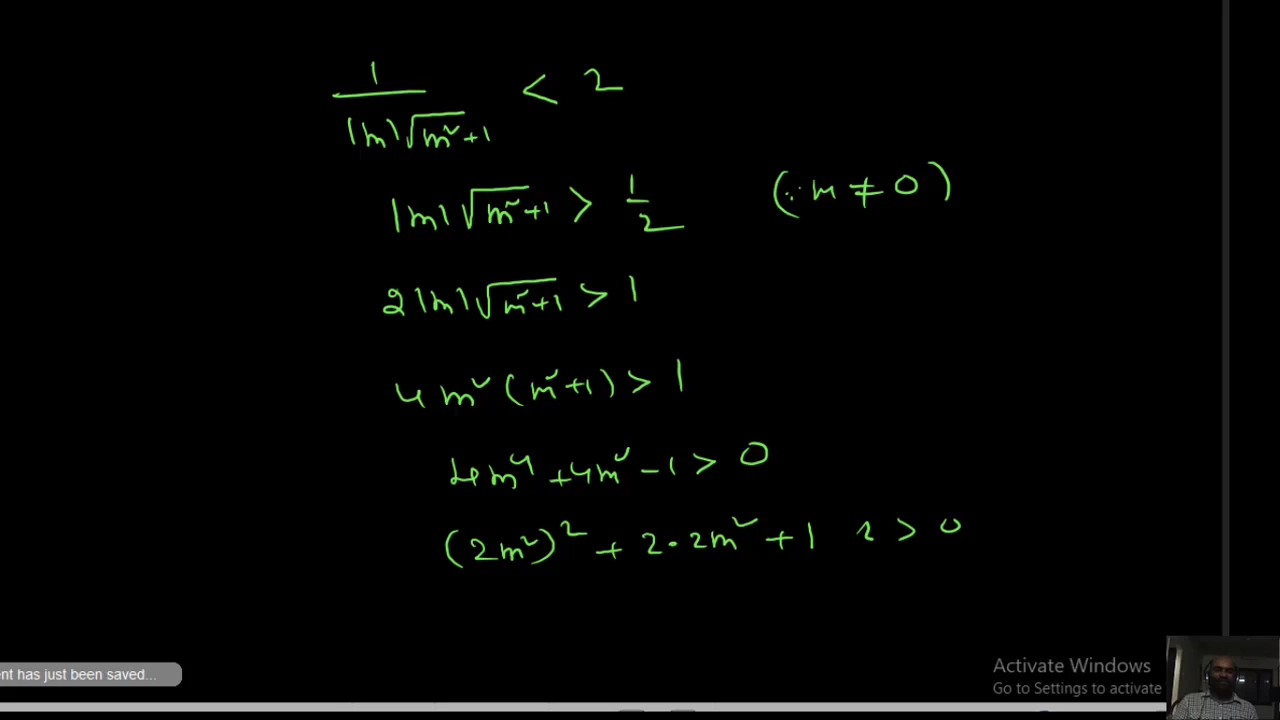 1/(|m|√(m²+1)) < 2
|m|√(m²+1) > 1/2 (∵ m ≠ 0)
2|m|√(m²+1) > 1
4m²(m²+1) > 1
4m⁴ + 4m² - 1 > 0
(2m²)² + 2·2m² + 1 2 > 0
nt has just been saved...
Activate Windows
Go to Settings to activate